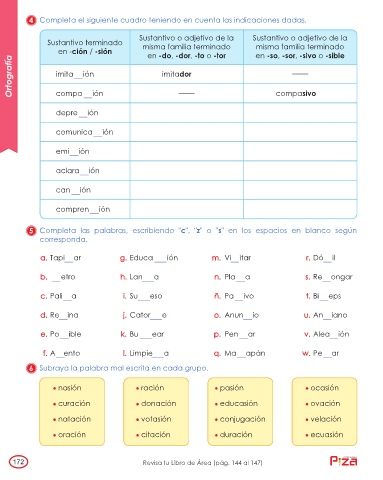 4 Completa el siguiente cuadro teniendo en cuenta las indicaciones dadas.
Sustantivo terminado en -ción / -sión
Sustantivo o adjetivo de la misma familia terminado en -do, -dor, -to o -tor
Sustantivo o adjetivo de la misma familia terminado en -so, -sor, -sivo o -sible
imita__ión imitador ——
compa__ión —— compasivo
depre__ión
comunica__ión
emi__ión
aclara__ión
can__ión
compren__ión
Ortografía
5 Completa las palabras, escribiendo "c", "z" o "s" en los espacios en blanco según
corresponda.
a. Tapi__ar g. Educa___ión m. Vi__itar r. Dó__il
b. __etro h. Lan___a n. Pla__a s. Re__ongar
c. Pali__a i. Su___eso ñ. Pa__ivo t. Bi__eps
d. Re__ina j. Cator___e o. Anun__io u. An__iano
e. Po__ible k. Bu___ear p. Pen__ar v. Alea__ión
f. A__ento l. Limpie___a q. Ma__apán w. Pe__ar
6 Subraya la palabra mal escrita en cada grupo.
• nasión • ración • pasión • ocasión
• curación • donación • educasión • ovación
• natación • votasión • conjugación • velación
• oración • citación • duración • ecuasión
172 Revisa tu Libro de Área (pág. 144 al 147)